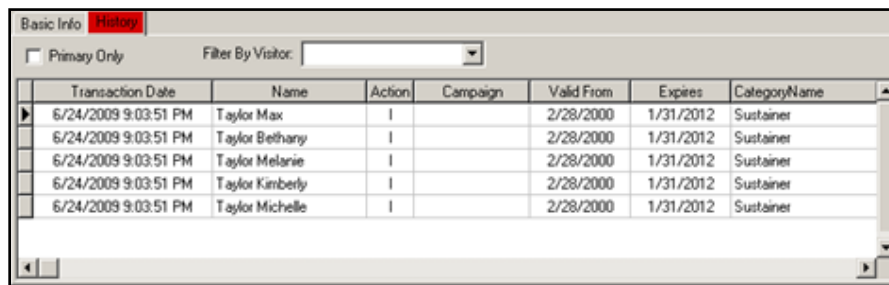 Basic Info History
Primary Only Filter By Visitor:
Transaction Date Name Action Campaign Valid From Expires CategoryName
6/24/2009 9:03:51 PM Taylor Max I 2/28/2000 1/31/2012 Sustainer
6/24/2009 9:03:51 PM Taylor Bethany I 2/28/2000 1/31/2012 Sustainer
6/24/2009 9:03:51 PM Taylor Melanie I 2/28/2000 1/31/2012 Sustainer
6/24/2009 9:03:51 PM Taylor Kimberly I 2/28/2000 1/31/2012 Sustainer
6/24/2009 9:03:51 PM Taylor Michelle I 2/28/2000 1/31/2012 Sustainer